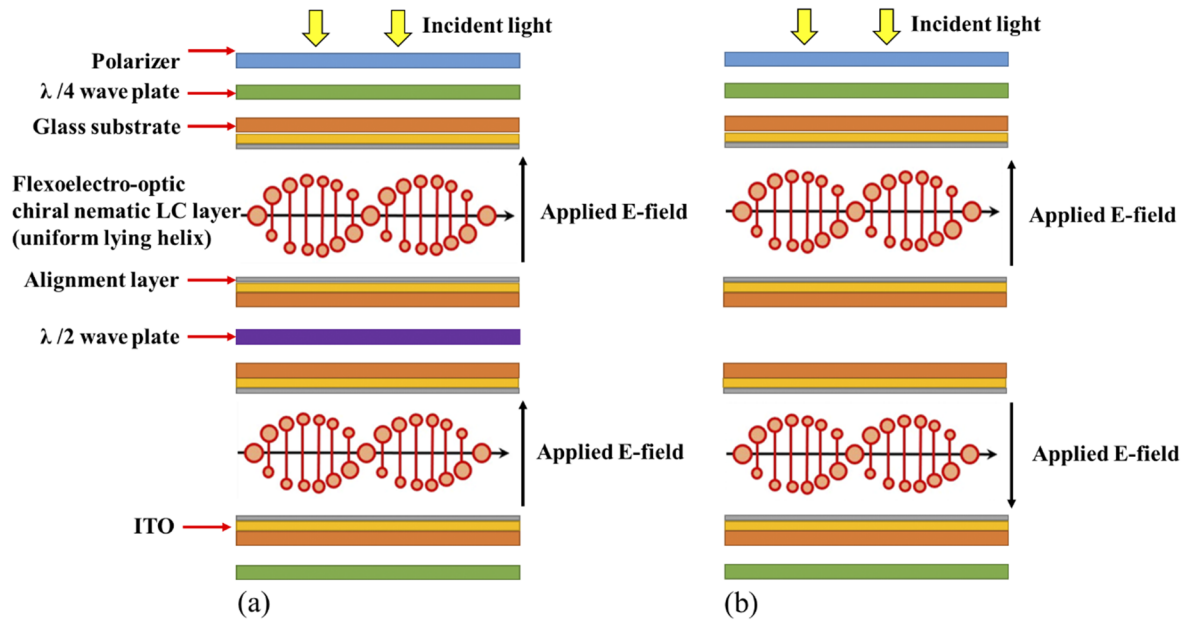 Incident light
Polarizer
λ /4 wave plate
Glass substrate
Flexoelectro-optic
chiral nematic LC layer
(uniform lying helix)
Applied E-field
Alignment layer
λ /2 wave plate
Applied E-field
ITO
(a)
Incident light
Applied E-field
Applied E-field
(b)